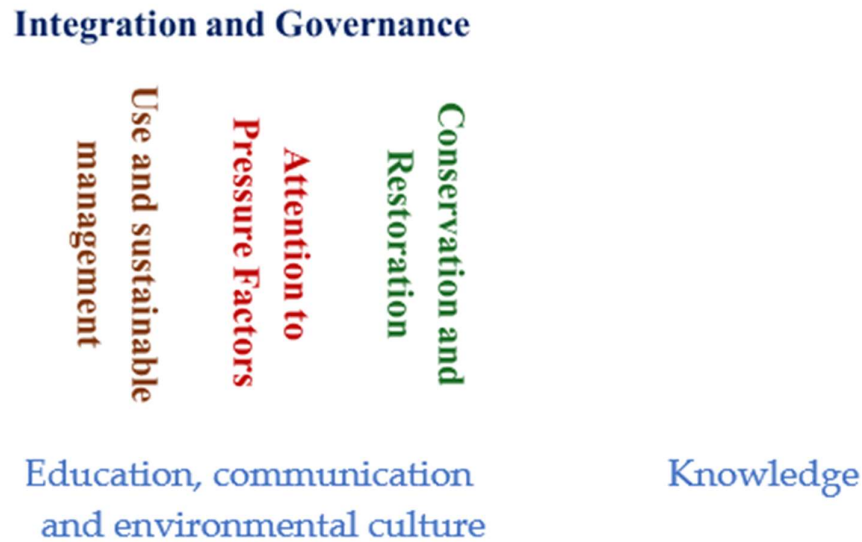 Integration and Governance
Use and sustainable
management
Attention to
Pressure Factors
Conservation and
Restoration
Education, communication
and environmental culture
Knowledge